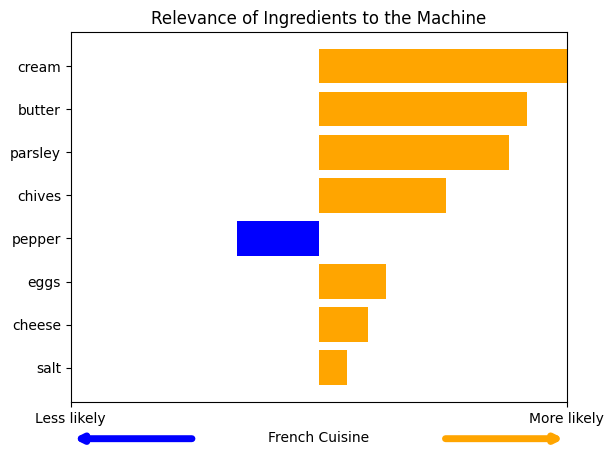 Relevance of Ingredients to the Machine
cream
butter
parsley
chives
pepper
eggs
cheese
salt
Less likely
More likely
French Cuisine